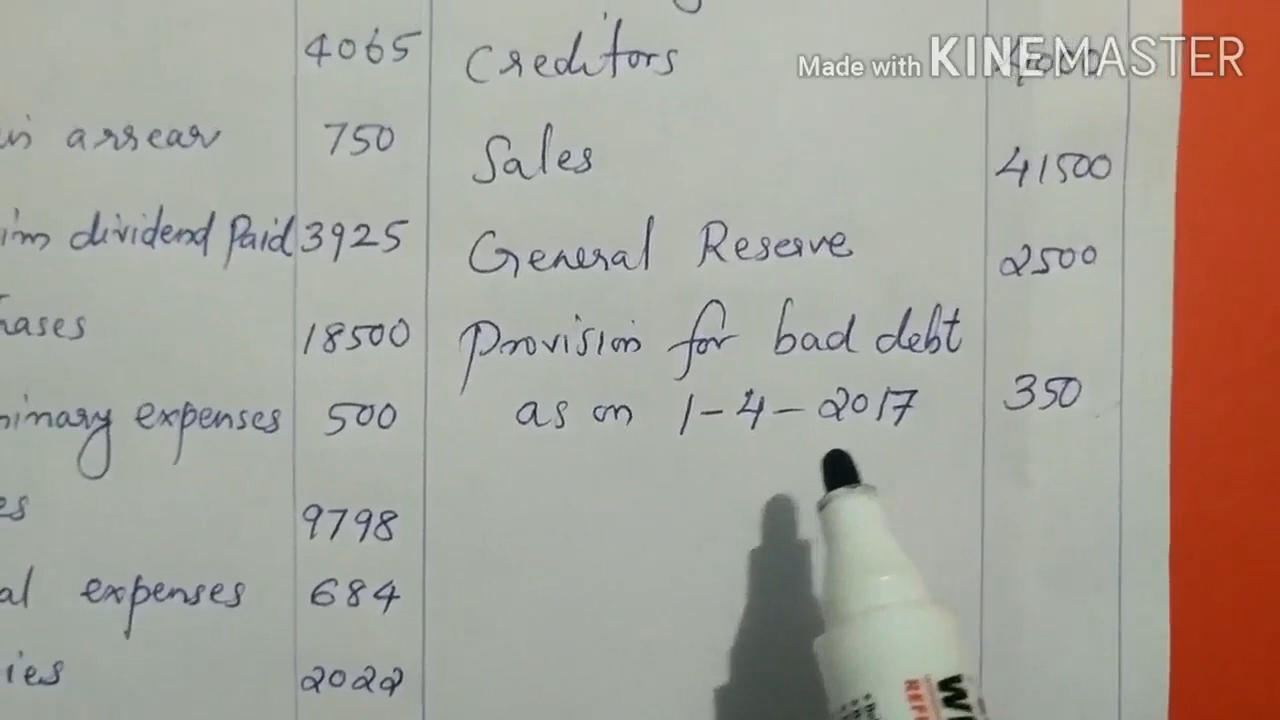 Made with KINEMASTER
4065 Creditors
in arrear 750 Sales 41500
im dividend Paid 3925 General Reserve 2500
hases 18500 Provision for bad debt
minary expenses 500 as on 1-4-2017 350
es 9798
al expenses 684
ies 2022